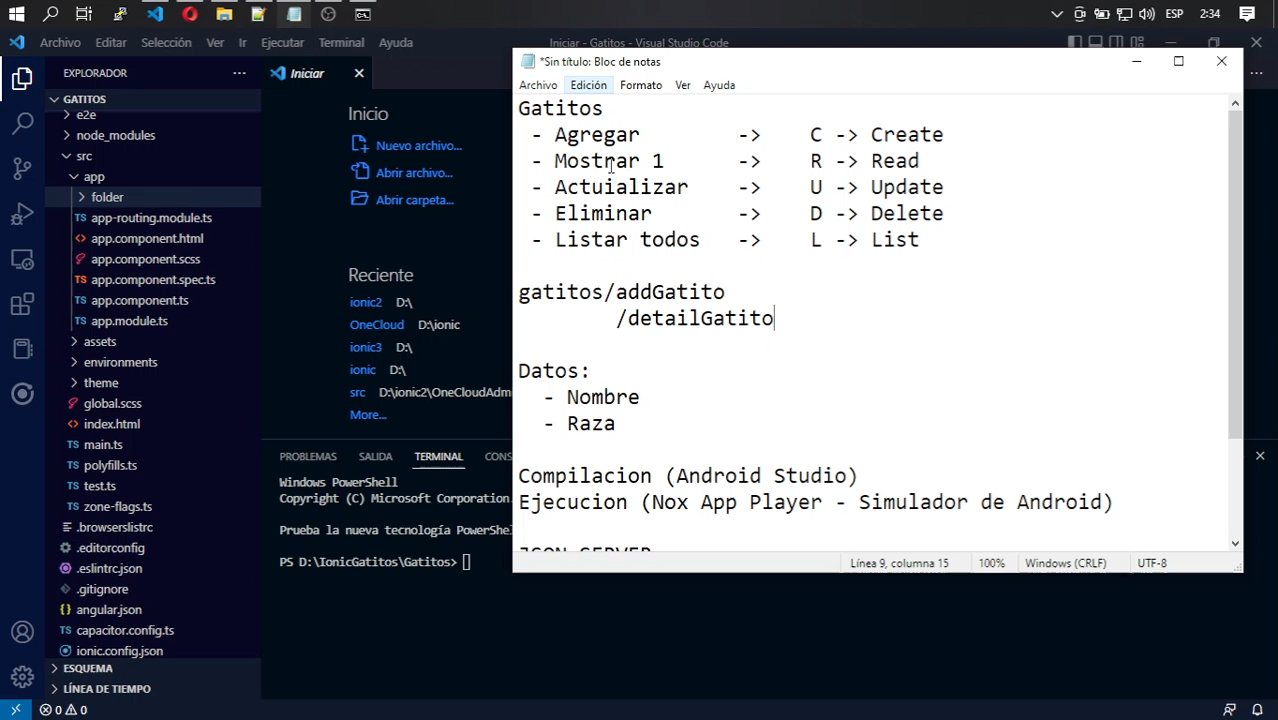 ESP 2:34
Archivo Editar Selección Ver Ir Ejecutar Terminal Ayuda
Iniciar - Gatitos - Visual Studio Code
EXPLORADOR
GATITOS
e2e
node_modules
src
app
folder
app-routing.module.ts
app.component.html
app.component.scss
app.component.spec.ts
app.component.ts
app.module.ts
assets
environments
theme
global.scss
index.html
main.ts
polyfills.ts
test.ts
zone-flags.ts
.browserslistrc
.editorconfig
.eslintrc.json
.gitignore
angular.json
capacitor.config.ts
ionic.config.json
ESQUEMA
LÍNEA DE TIEMPO
0 0
Iniciar
Inicio
Nuevo archivo...
Abrir archivo...
Abrir carpeta...
Reciente
ionic2 D:\
OneCloud D:\ionic
ionic3 D:\
ionic D:\
src D:\ionic2\OneCloudAdm
More...
PROBLEMAS SALIDA TERMINAL CONS
Windows PowerShell
Copyright (C) Microsoft Corporation.
Prueba la nueva tecnología PowerShel
PS D:\IonicGatitos\Gatitos>
*Sin título: Bloc de notas
Archivo Edición Formato Ver Ayuda
Gatitos
- Agregar -> C -> Create
- Mostrar 1 -> R -> Read
- Actuializar -> U -> Update
- Eliminar -> D -> Delete
- Listar todos -> L -> List
gatitos/addGatito
/detailGatito
Datos:
- Nombre
- Raza
Compilacion (Android Studio)
Ejecucion (Nox App Player - Simulador de Android)
JSON SERVER
Línea 9, columna 15 100% Windows (CRLF) UTF-8